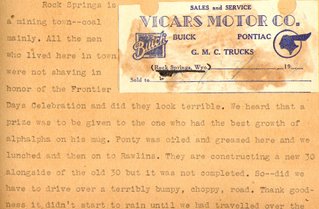 Rock Springs is
a mining town--coal
mainly. All the men
who lived here in town
were not shaving in
honor of the Frontier
SALES and SERVICE
VICARS MOTOR CO.
Buick
BUICK PONTIAC
G. M. C. TRUCKS
(Rock Springs, Wyo.) 19
Sold to
Days Celebration and did they look terrible. We heard that a
prize was to be given to the one who had the best growth of
alphalphs on his mug. Ponty was oiled and greased here and we
lunched and then on to Rawlins. They are constructing a new 30
alongside of the old 30 but it was not completed. So--did we
have to drive over a terribly bumpy, choppy, road. Thank good-
ness it didn't start to rain until we had travelled over the